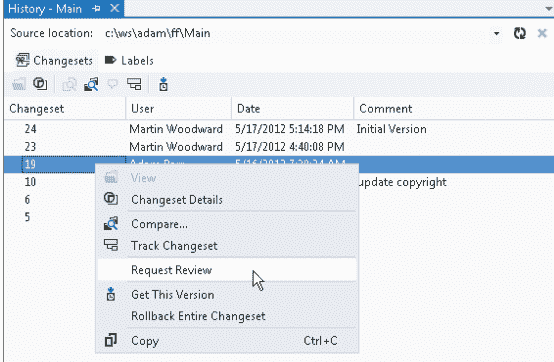 History - Main
Source location: c:\ws\adam\ff\Main
Changesets Labels
Changeset User Date Comment
24 Martin Woodward 5/17/2012 5:14:18 PM Initial Version
23 Martin Woodward 5/17/2012 4:40:08 PM
19
10 update copyright
6
5
View
Changeset Details
Compare...
Track Changeset
Request Review
Get This Version
Rollback Entire Changeset
Copy Ctrl+C